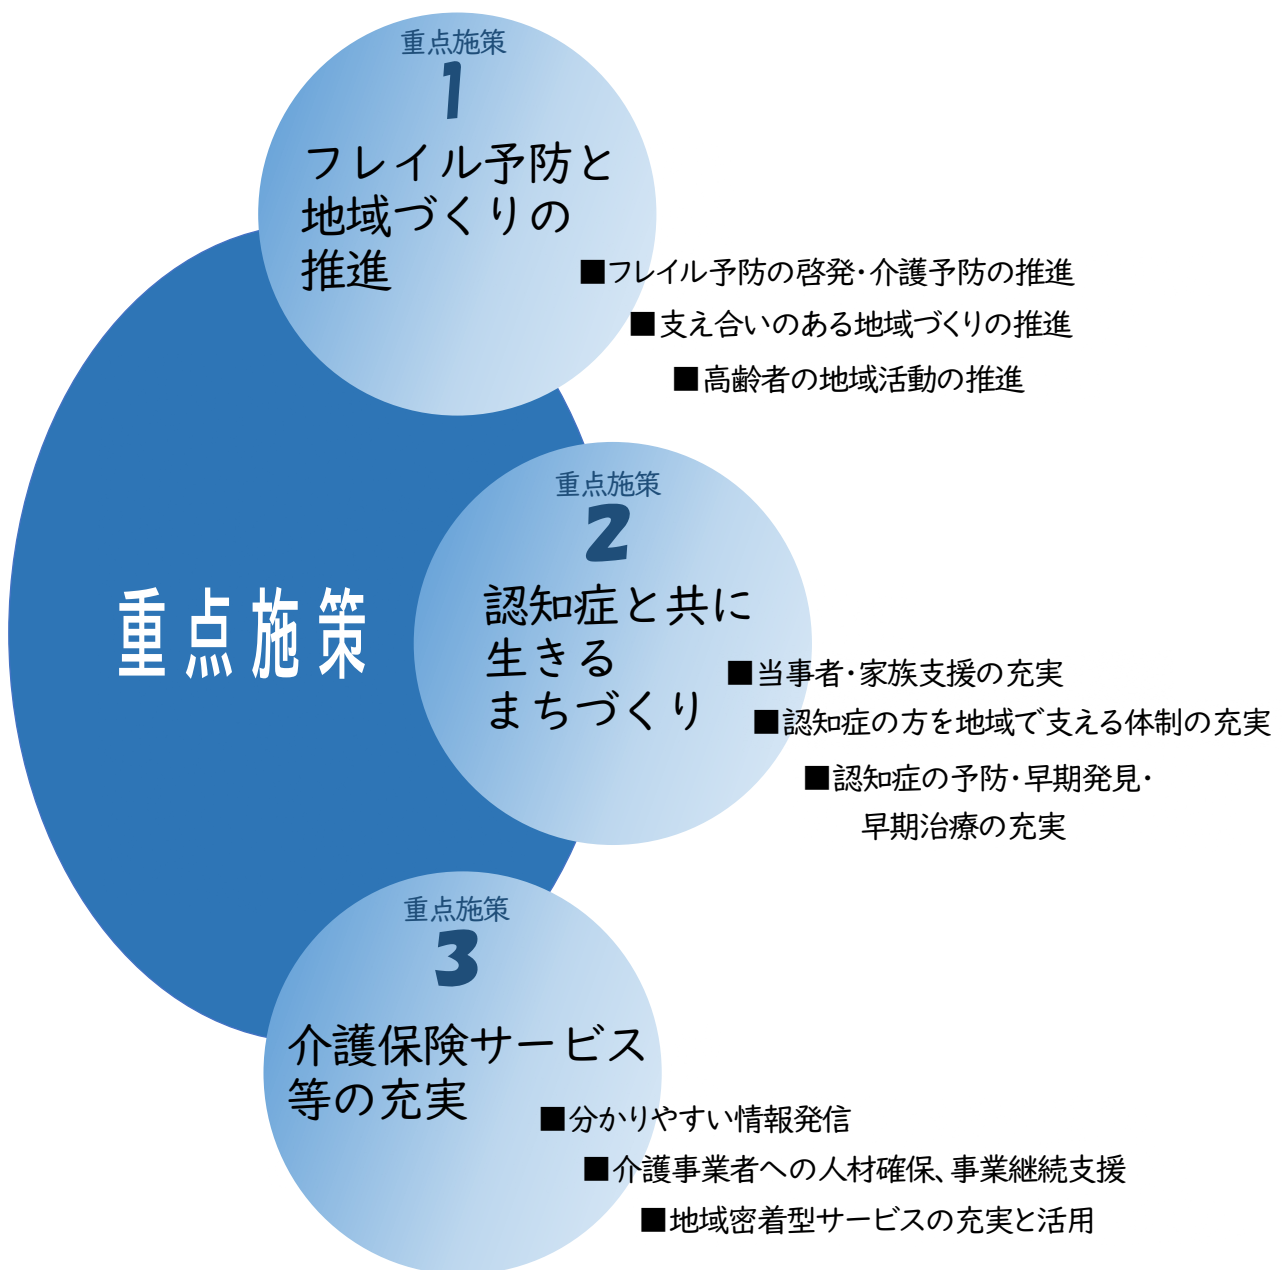 重点施策
1
フレイル予防と
地域づくりの
推進
■フレイル予防の啓発・介護予防の推進
■支え合いのある地域づくりの推進
■高齢者の地域活動の推進
重点施策
重点施策
2
認知症と共に
生きる
まちづくり
■当事者・家族支援の充実
■認知症の方を地域で支える体制の充実
■認知症の予防・早期発見・
早期治療の充実
重点施策
3
介護保険サービス
等の充実
■分かりやすい情報発信
■介護事業者への人材確保、事業継続支援
■地域密着型サービスの充実と活用